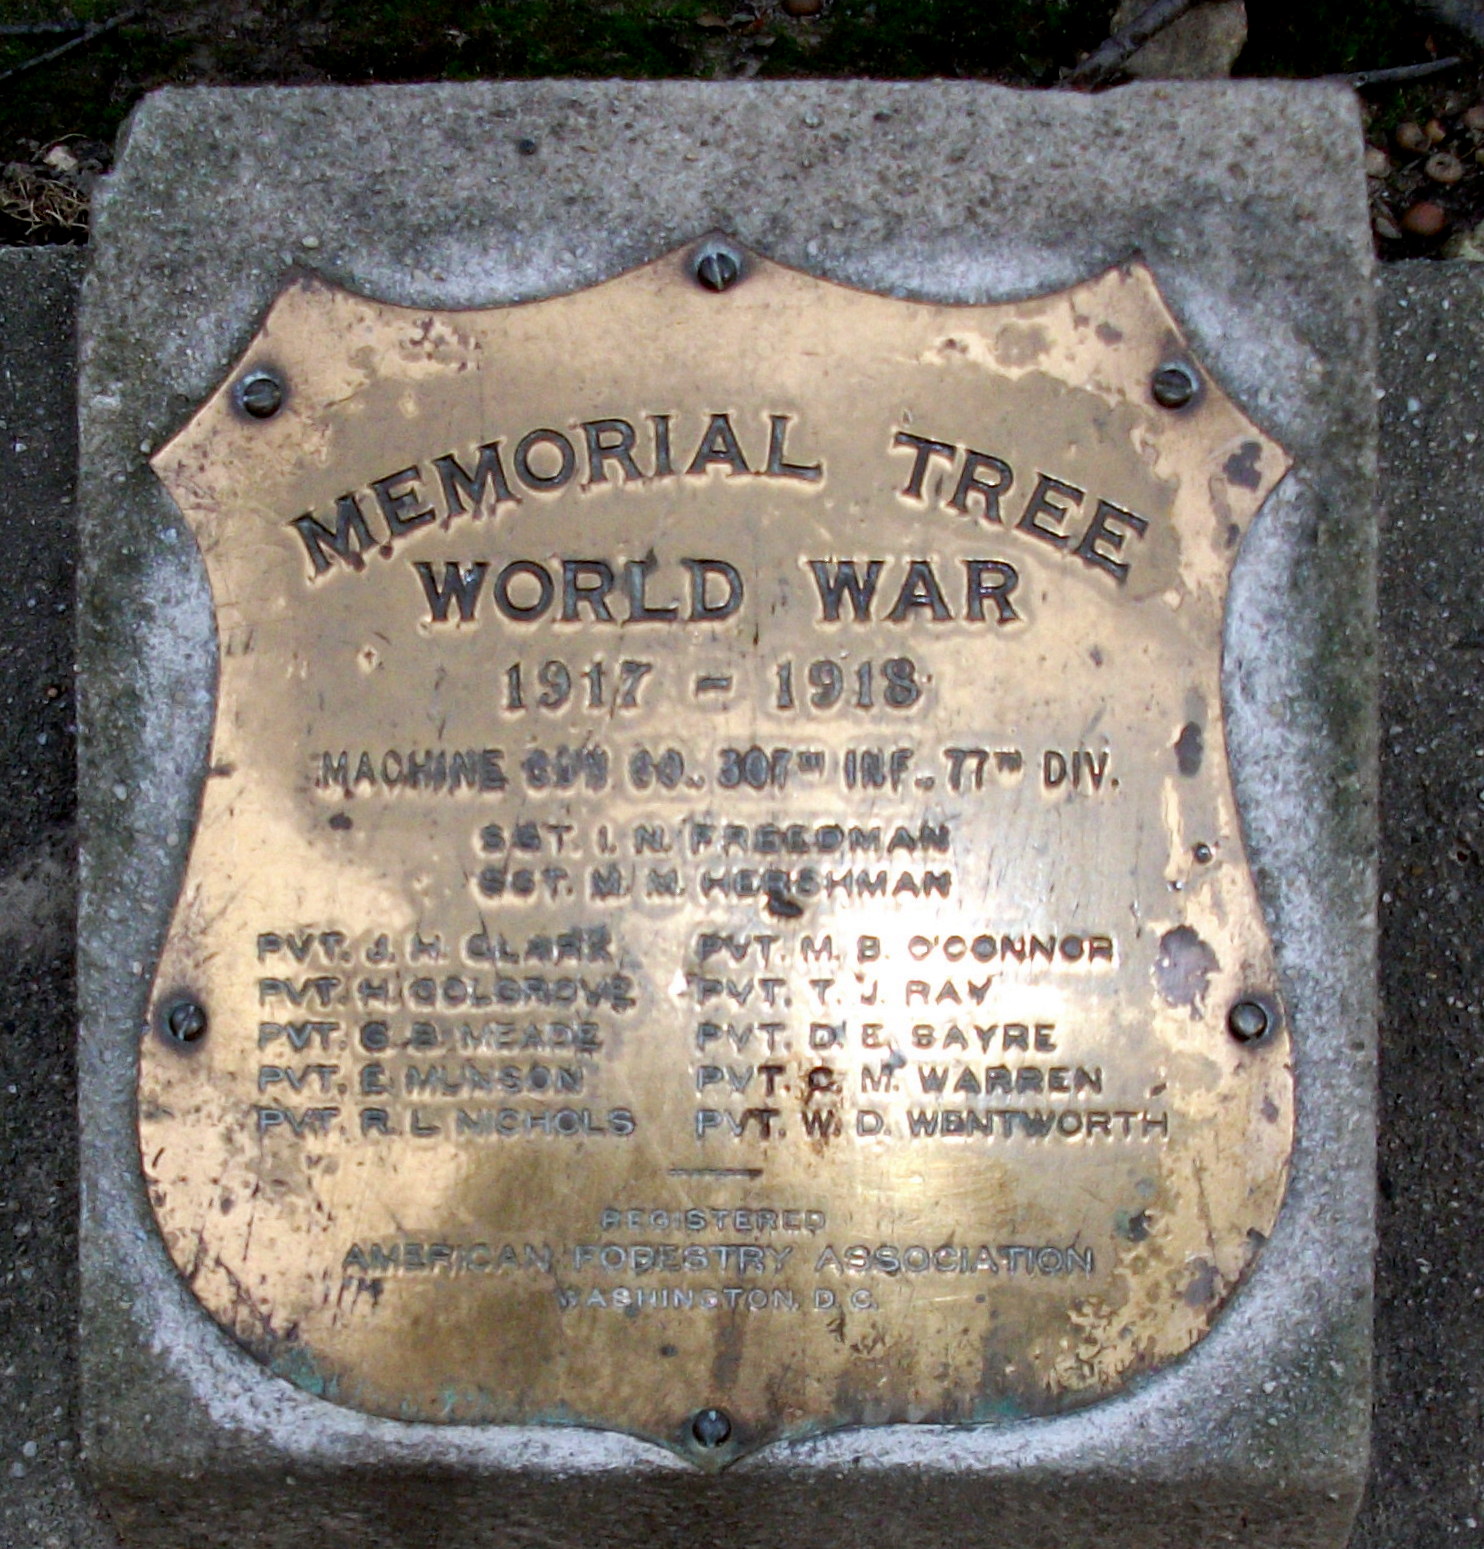 MEMORIAL TREE
WORLD WAR
1917 - 1918
MACHINE GUN CO. 307TH INF. 77TH DIV.
SGT. I. N. FREEDMAN
SGT. M. M. HERSHMAN
PVT. J. H. CLARK PVT. M. B. O'CONNOR
PVT. H. COLGROVE PVT. T. J. RAY
PVT. G. B. MEADE PVT. D. E. SAYRE
PVT. E. MUNSON PVT. C. M. WARREN
PVT. R. L. NICHOLS PVT. W. D. WENTWORTH
REGISTERED
AMERICAN FORESTRY ASSOCIATION
WASHINGTON, D. C.